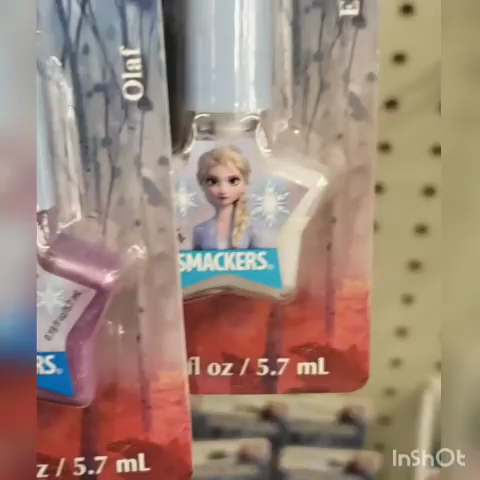 Olaf
E
SMACKERS®
fl oz / 5.7 mL
RS®
z / 5.7 mL
InShOt